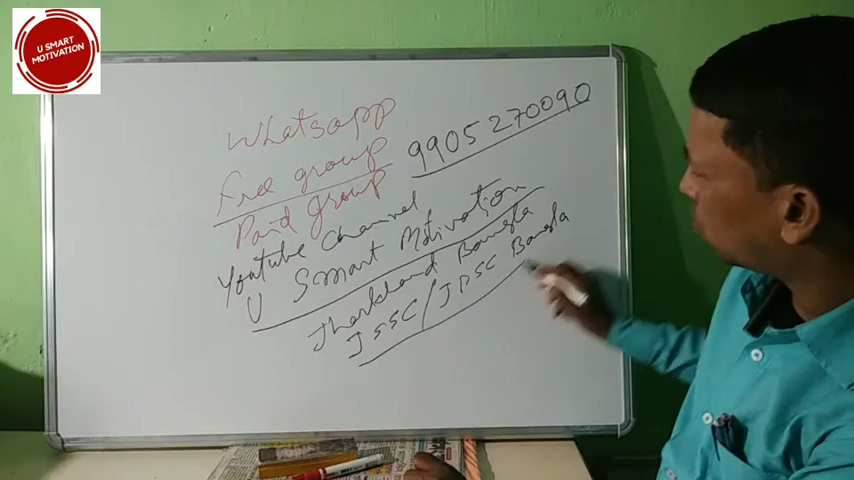 U SMART
MOTIVATION
Whatsapp
Free group
Paid group
9905270090
Youtube Channel
U Smart Motivation
Jharkhand Bangla
JSSC/JPSC Bangla